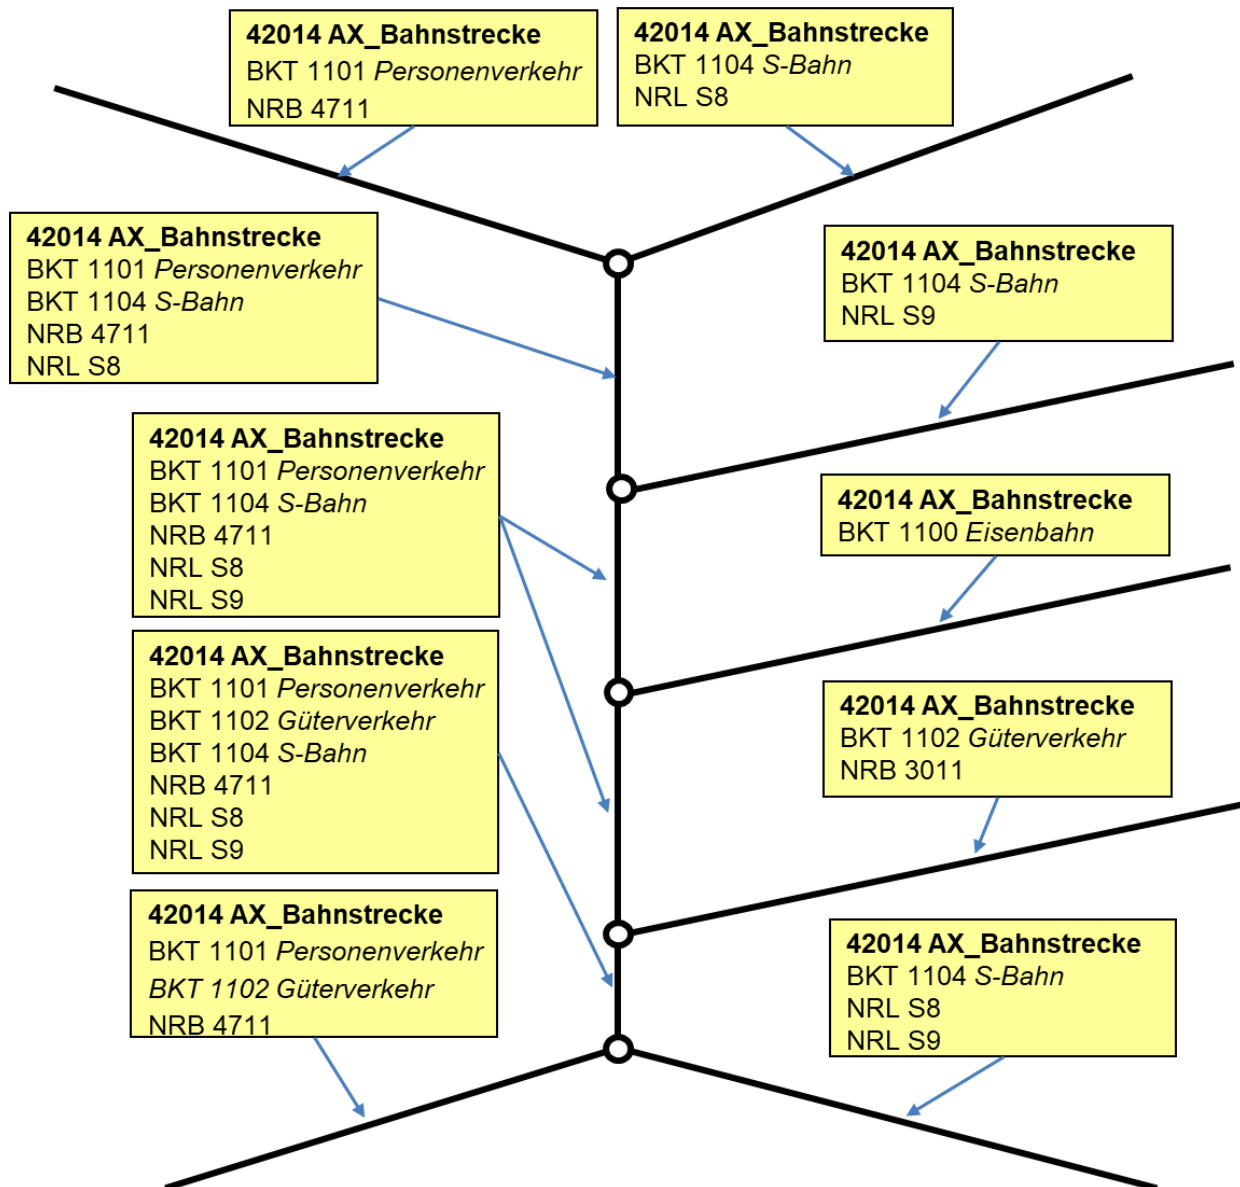 42014 AX_Bahnstrecke
BKT 1101 Personenverkehr
NRB 4711
42014 AX_Bahnstrecke
BKT 1104 S-Bahn
NRL S8
42014 AX_Bahnstrecke
BKT 1101 Personenverkehr
BKT 1104 S-Bahn
NRB 4711
NRL S8
42014 AX_Bahnstrecke
BKT 1104 S-Bahn
NRL S9
42014 AX_Bahnstrecke
BKT 1101 Personenverkehr
BKT 1104 S-Bahn
NRB 4711
NRL S8
NRL S9
42014 AX_Bahnstrecke
BKT 1100 Eisenbahn
42014 AX_Bahnstrecke
BKT 1101 Personenverkehr
BKT 1102 Güterverkehr
BKT 1104 S-Bahn
NRB 4711
NRL S8
NRL S9
42014 AX_Bahnstrecke
BKT 1102 Güterverkehr
NRB 3011
42014 AX_Bahnstrecke
BKT 1101 Personenverkehr
BKT 1102 Güterverkehr
NRB 4711
42014 AX_Bahnstrecke
BKT 1104 S-Bahn
NRL S8
NRL S9